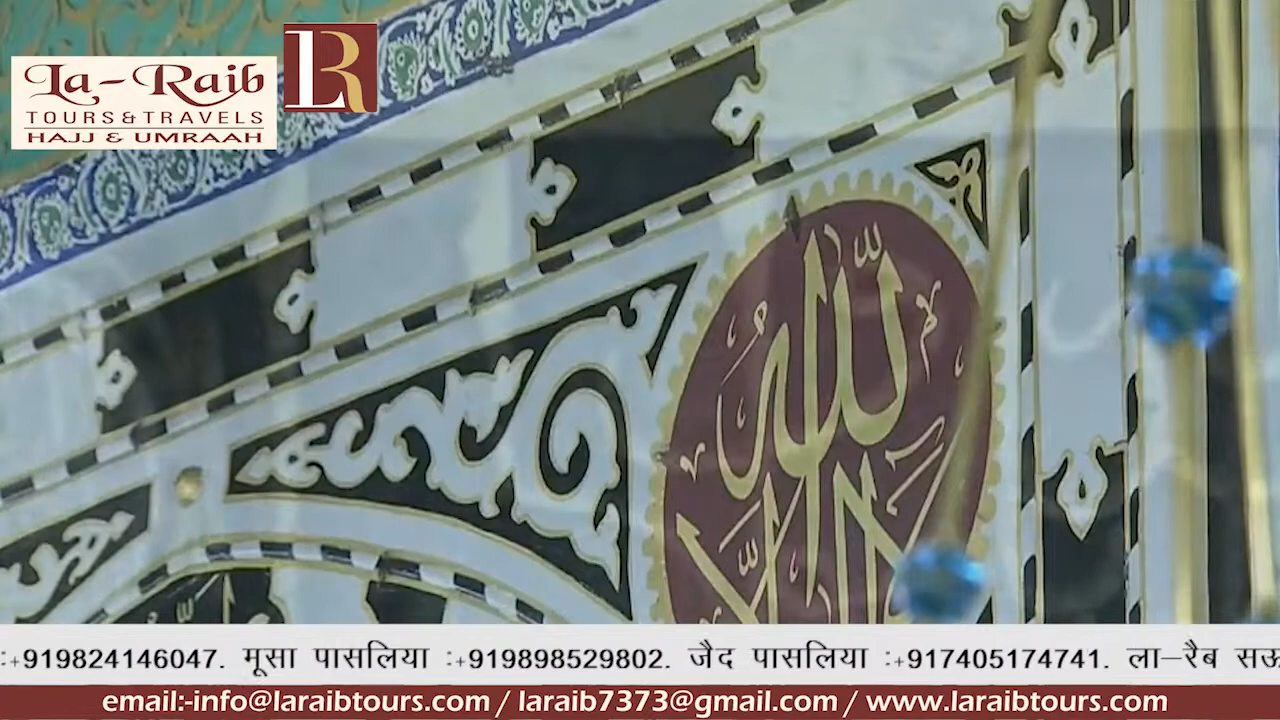 La-Raib
TOURS & TRAVELS
HAJJ & UMRAAH
LR
الله
:+919824146047. मूसा पासलिया :+919898529802. जैद पासलिया :+917405174741. ला–रैब सऊ
email:-info@laraibtours.com / laraib7373@gmail.com / www.laraibtours.com